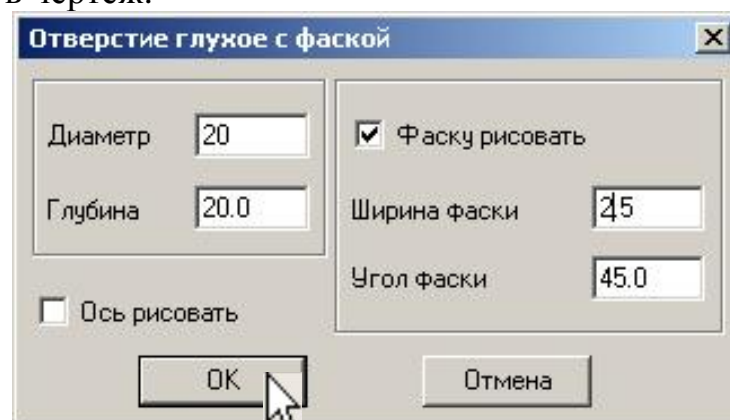 в чертеж.
Отверстие глухое с фаской
Диаметр 20
Глубина 20.0
Фаску рисовать
Ширина фаски 2.5
Угол фаски 45.0
Ось рисовать
OK Отмена